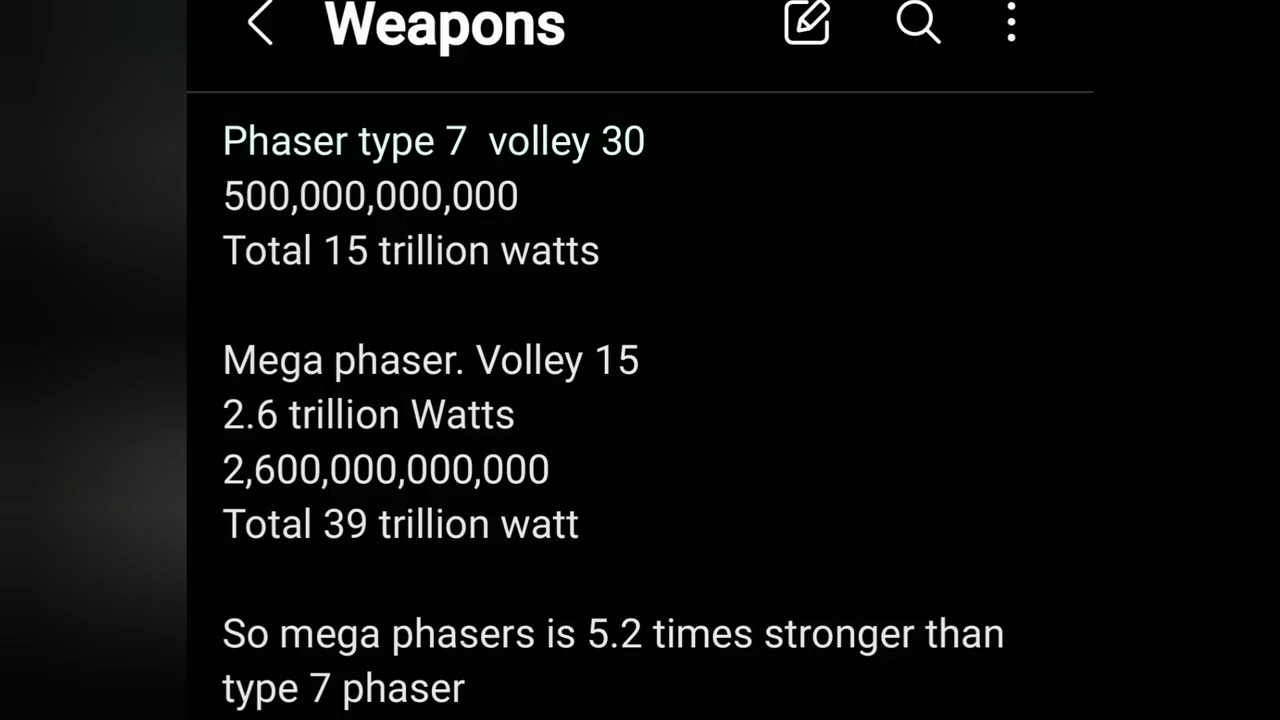 Weapons
Phaser type 7  volley 30
500,000,000,000
Total 15 trillion watts
Mega phaser. Volley 15
2.6 trillion Watts
2,600,000,000,000
Total 39 trillion watt
So mega phasers is 5.2 times stronger than
type 7 phaser